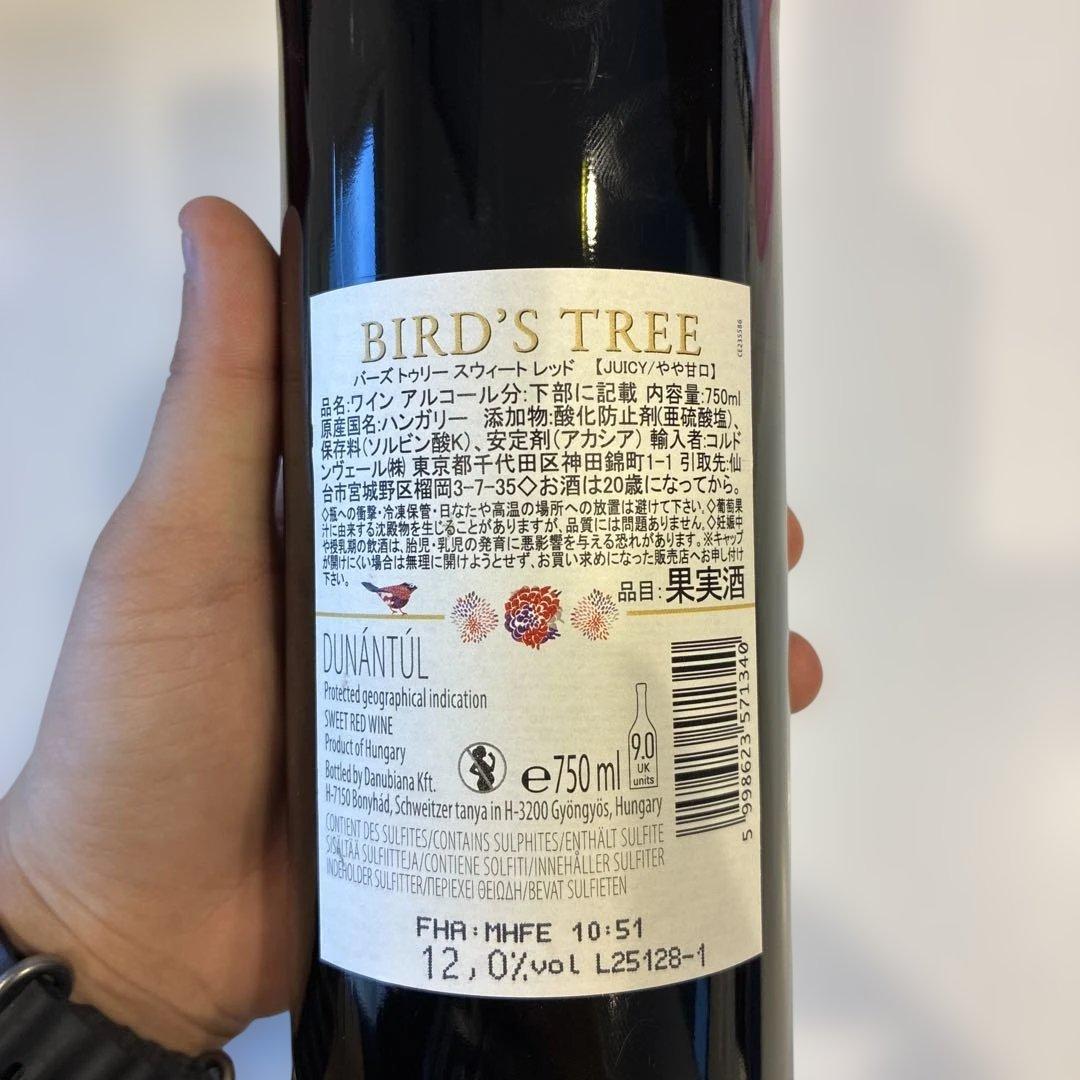 BIRD'S TREE
CE235586
バーズ トゥリー スウィート レッド 【JUICY/やや甘口】
品名:ワイン アルコール分:下部に記載 内容量:750ml
原産国名:ハンガリー 添加物:酸化防止剤(亜硫酸塩)、
保存料(ソルビン酸K)、安定剤(アカシア) 輸入者:コルド
ンヴェール㈱ 東京都千代田区神田錦町1-1 引取先:仙
台市宮城野区榴岡3-7-35◇お酒は20歳になってから。
◇瓶への衝撃・冷凍保管・日なたや高温の場所への放置は避けて下さい。◇葡萄果
汁に由来する沈殿物を生じることがありますが、品質には問題ありません。◇妊娠中
や授乳期の飲酒は、胎児・乳児の発育に悪影響を与える恐れがあります。※キャップ
が開けにくい場合は無理に開けようとせず、お買い求めになった販売店へお申し付け
下さい。
品目:果実酒
DUNÁNTÚL
Protected geographical indication
SWEET RED WINE
Product of Hungary
Bottled by Danubiana Kft.
H-7150 Bonyhád, Schweitzer tanya in H-3200 Gyöngyös, Hungary
℮750 ml
9.0
UK
units
5 998623 571340
CONTIENT DES SULFITES/CONTAINS SULPHITES/ENTHÄLT SULFITE
SISÄLTÄÄ SULFIITTEJA/CONTIENE SOLFITI/INNEHÅLLER SULFITER
INDEHOLDER SULFITTER/ΠΕΡΙΕΧΕΙ ΘΕΙΩΔΗ/BEVAT SULFIETEN
FHA:MHFE 10:51
12,0%vol L25128-1